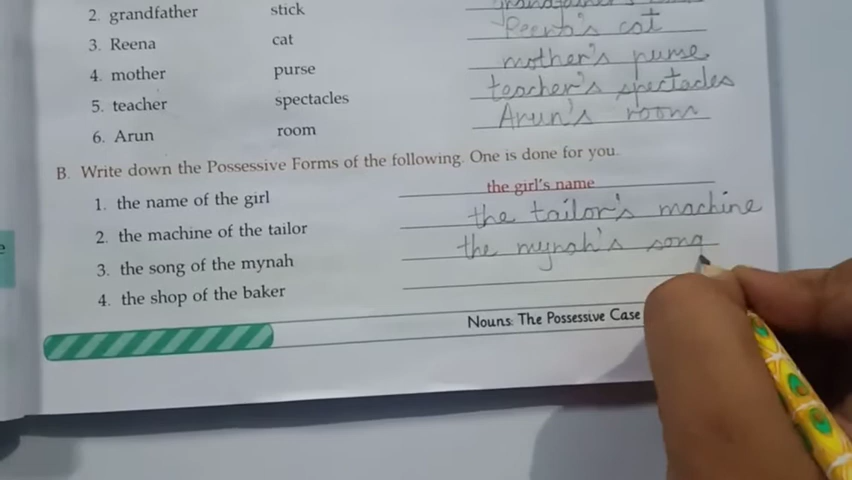 2. grandfather stick
3. Reena cat cat
4. mother purse mother's purse
5. teacher spectacles teacher's spectacles
6. Arun room Arun's room
B. Write down the Possessive Forms of the following. One is done for you.
1. the name of the girl the girl's name
2. the machine of the tailor the tailor's machine
3. the song of the mynah the mynah's song
4. the shop of the baker
Nouns: The Possessive Case